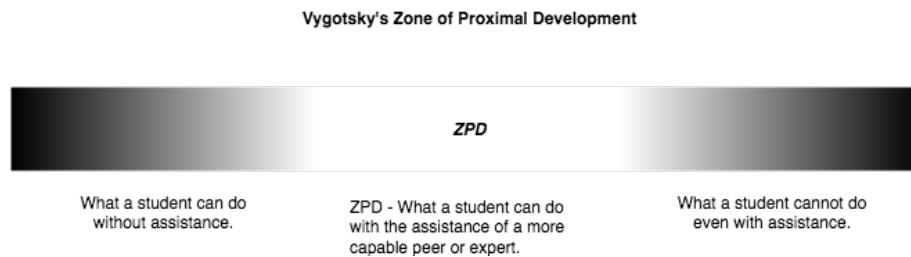 Vygotsky's Zone of Proximal Development
ZPD
What a student can do
without assistance.
ZPD - What a student can do
with the assistance of a more
capable peer or expert.
What a student cannot do
even with assistance.